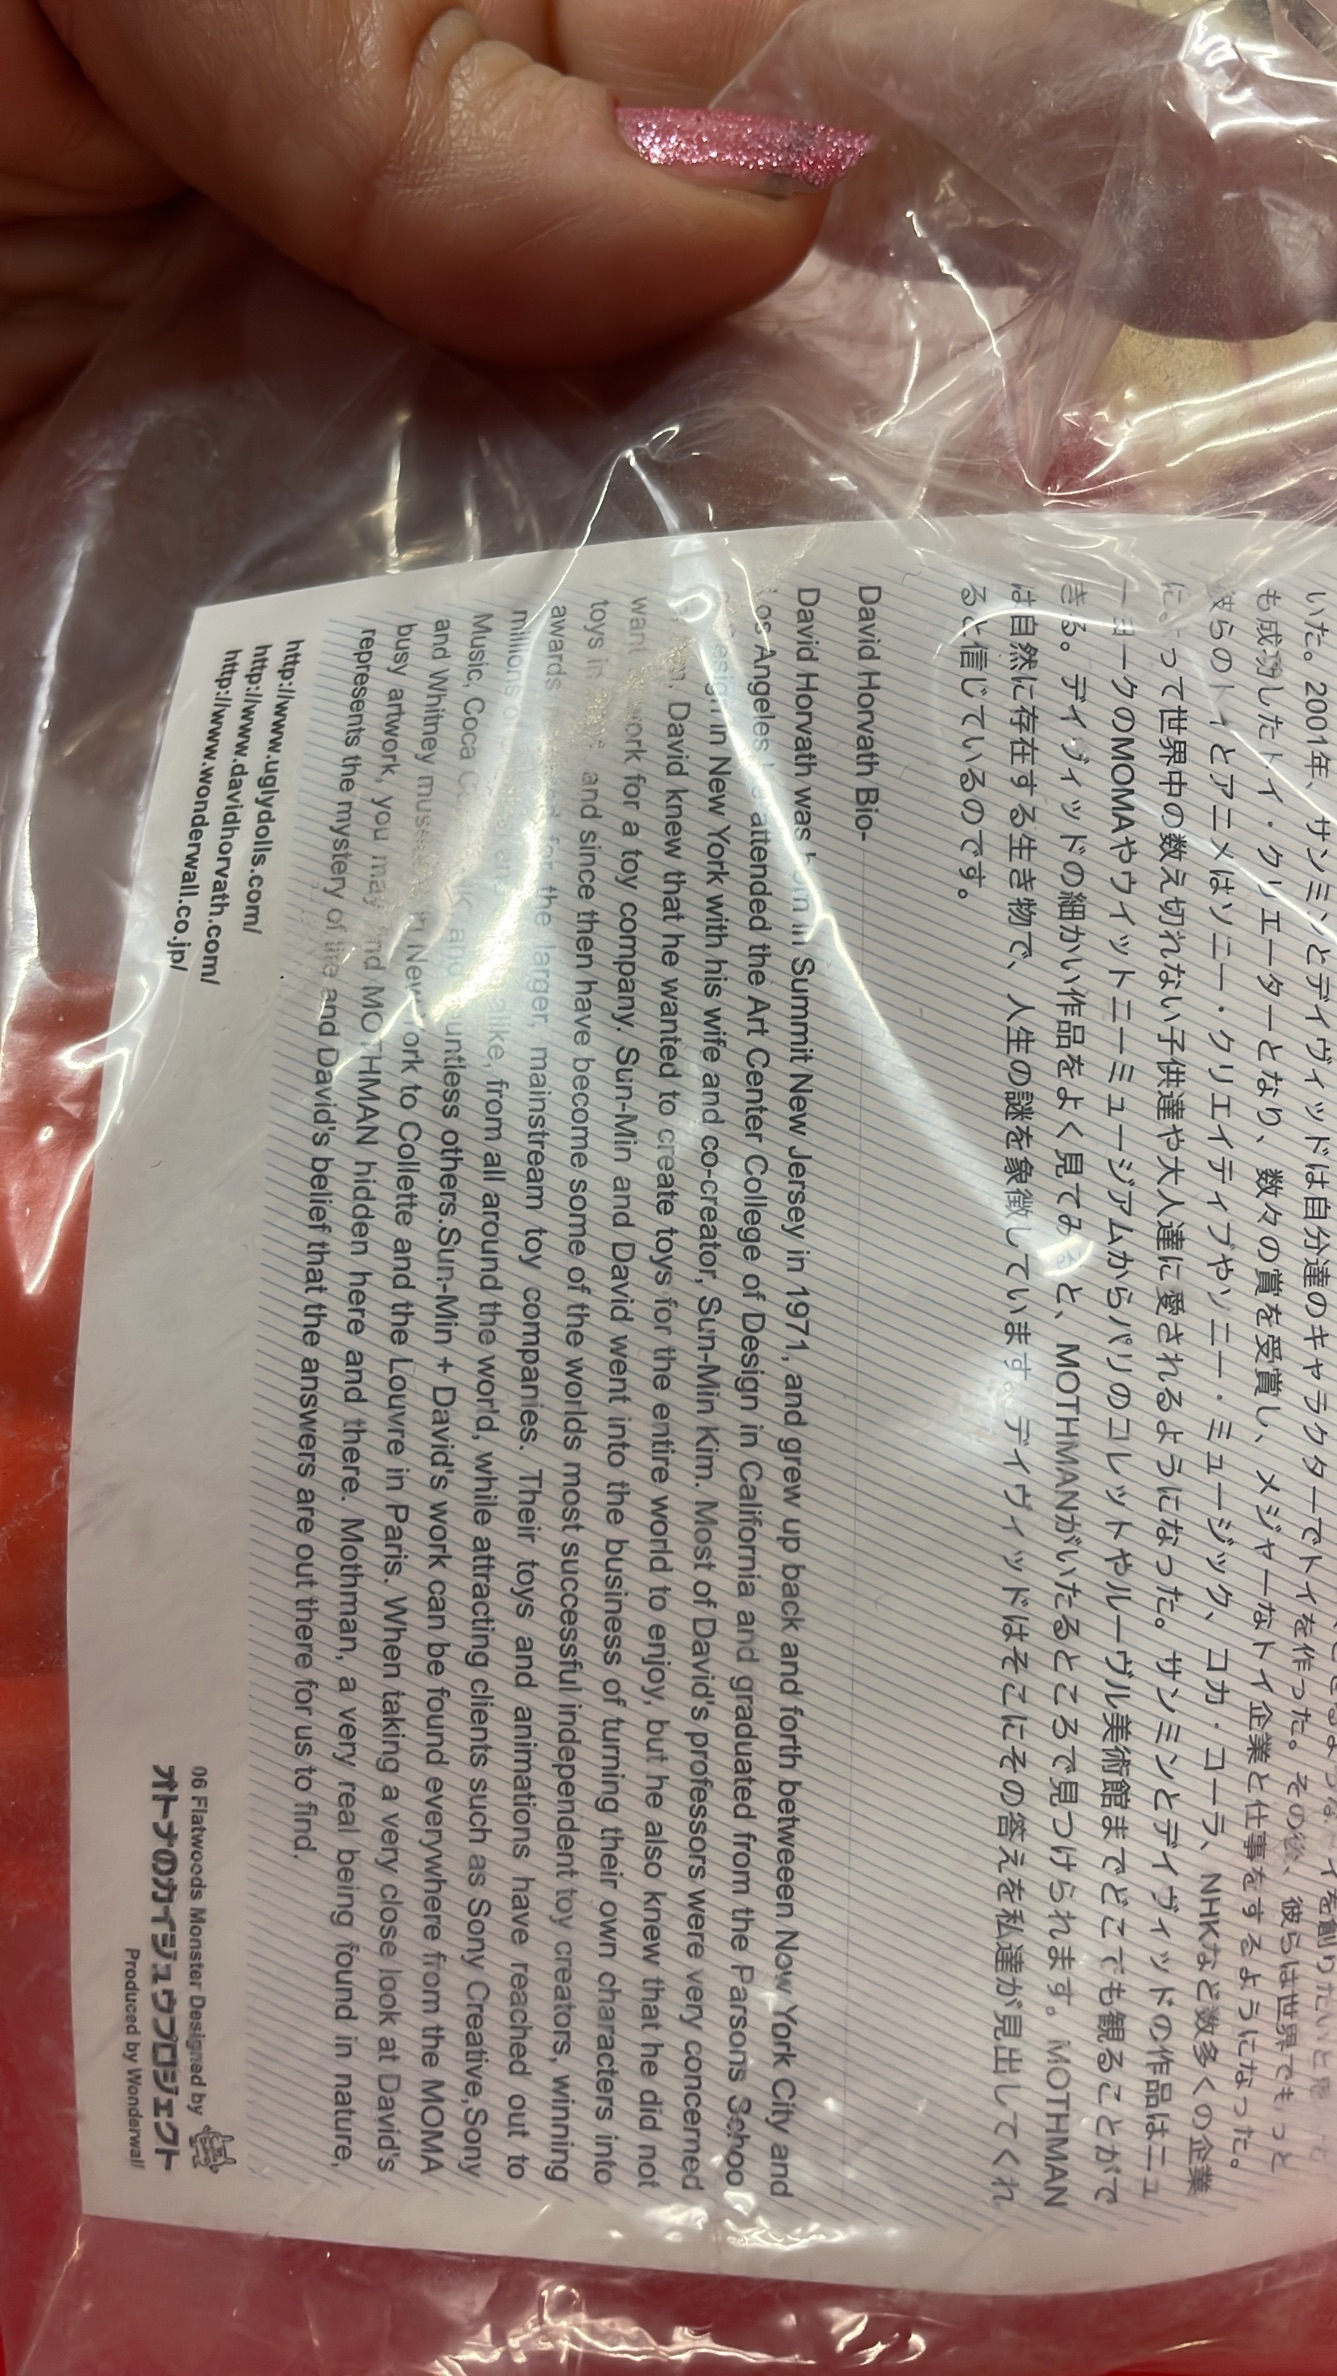 いた。2001年、サンミンとデイヴィッドは自分達のキャラクターでトイを作った。その後、彼らは世界でもっと
も成功したトイ・クリエーターとなり、数々の賞を受賞し、メジャーなトイ企業と仕事をするようになった。
彼らのトイとアニメはソニー・クリエイティブやソニー・ミュージック、コカ・コーラ、NHKなど数多くの企業
に よって世界中の数え切れない子供達や大人達に愛されるようになった。サンミンとデイヴィッドの作品はニュ
ーヨークのMOMAやウィットニーミュージアムからパリのコレットやルーヴル美術館までどこでも観ることがで
きる。デイヴィッドの細かい作品をよく見てみ と、MOTHMANがいたるところで見つけられます。MOTHMAN
は自然に存在する生き物で、人生の謎を象徴しています。デイヴィッドはそこにその答えを私達が見出してくれ
ると信じているのです。
David Horvath Bio-
David Horvath was born in Summit New Jersey in 1971, and grew up back and forth betweeen Now York City and
Los Angeles. attended the Art Center College of Design in California and graduated from the Parsons Schoo
Design in New York with his wife and co-creator, Sun-Min Kim. Most of David's professors were very concerned
David knew that he wanted to create toys for the entire world to enjoy, but he also knew that he did not
want work for a toy company. Sun-Min and David went into the business of turning their own characters into
toys in and since then have become some of the worlds most successful independent toy creators, winning
awards for the larger, mainstream toy companies. Their toys and animations have reached out to
millions alike, from all around the world, while attracting clients such as Sony Creative,Sony
Music, Coca and countless others.Sun-Min + David's work can be found everywhere from the MOMA
and Whitney museum in New York to Collette and the Louvre in Paris. When taking a very close look at David's
busy artwork, you may find MOTHMAN hidden here and there. Mothman, a very real being found in nature,
represents the mystery of life and David's belief that the answers are out there for us to find.
http://www.uglydolls.com/
http://www.davidhorvath.com/
http://www.wonderwall.co.jp/
06 Flatwoods Monster Designed by
オトナのカイジュウプロジェクト
Produced by Wonderwall